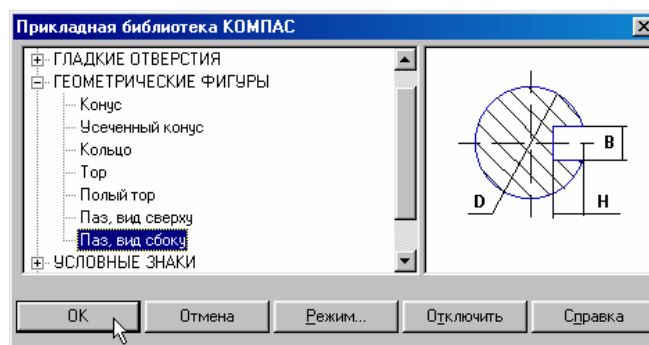 Прикладная библиотека КОМПАС
ГЛАДКИЕ ОТВЕРСТИЯ
ГЕОМЕТРИЧЕСКИЕ ФИГУРЫ
Конус
Усеченный конус
Кольцо
Тор
Полый тор
Паз, вид сверху
Паз, вид сбоку
УСЛОВНЫЕ ЗНАКИ
B
D
H
OK
Отмена
Режим...
Отключить
Справка